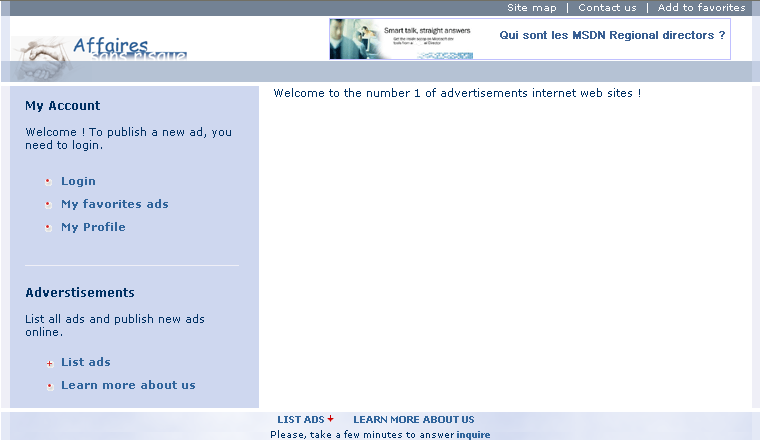 Site map | Contact us | Add to favorites
Affaires
sans risque
Smart talk, straight answers
Qui sont les MSDN Regional directors ?
My Account
Welcome ! To publish a new ad, you
need to login.
Login
My favorites ads
My Profile
Adverstisements
List all ads and publish new ads
online.
List ads
Learn more about us
Welcome to the number 1 of advertisements internet web sites !
LIST ADS LEARN MORE ABOUT US
Please, take a few minutes to answer inquire